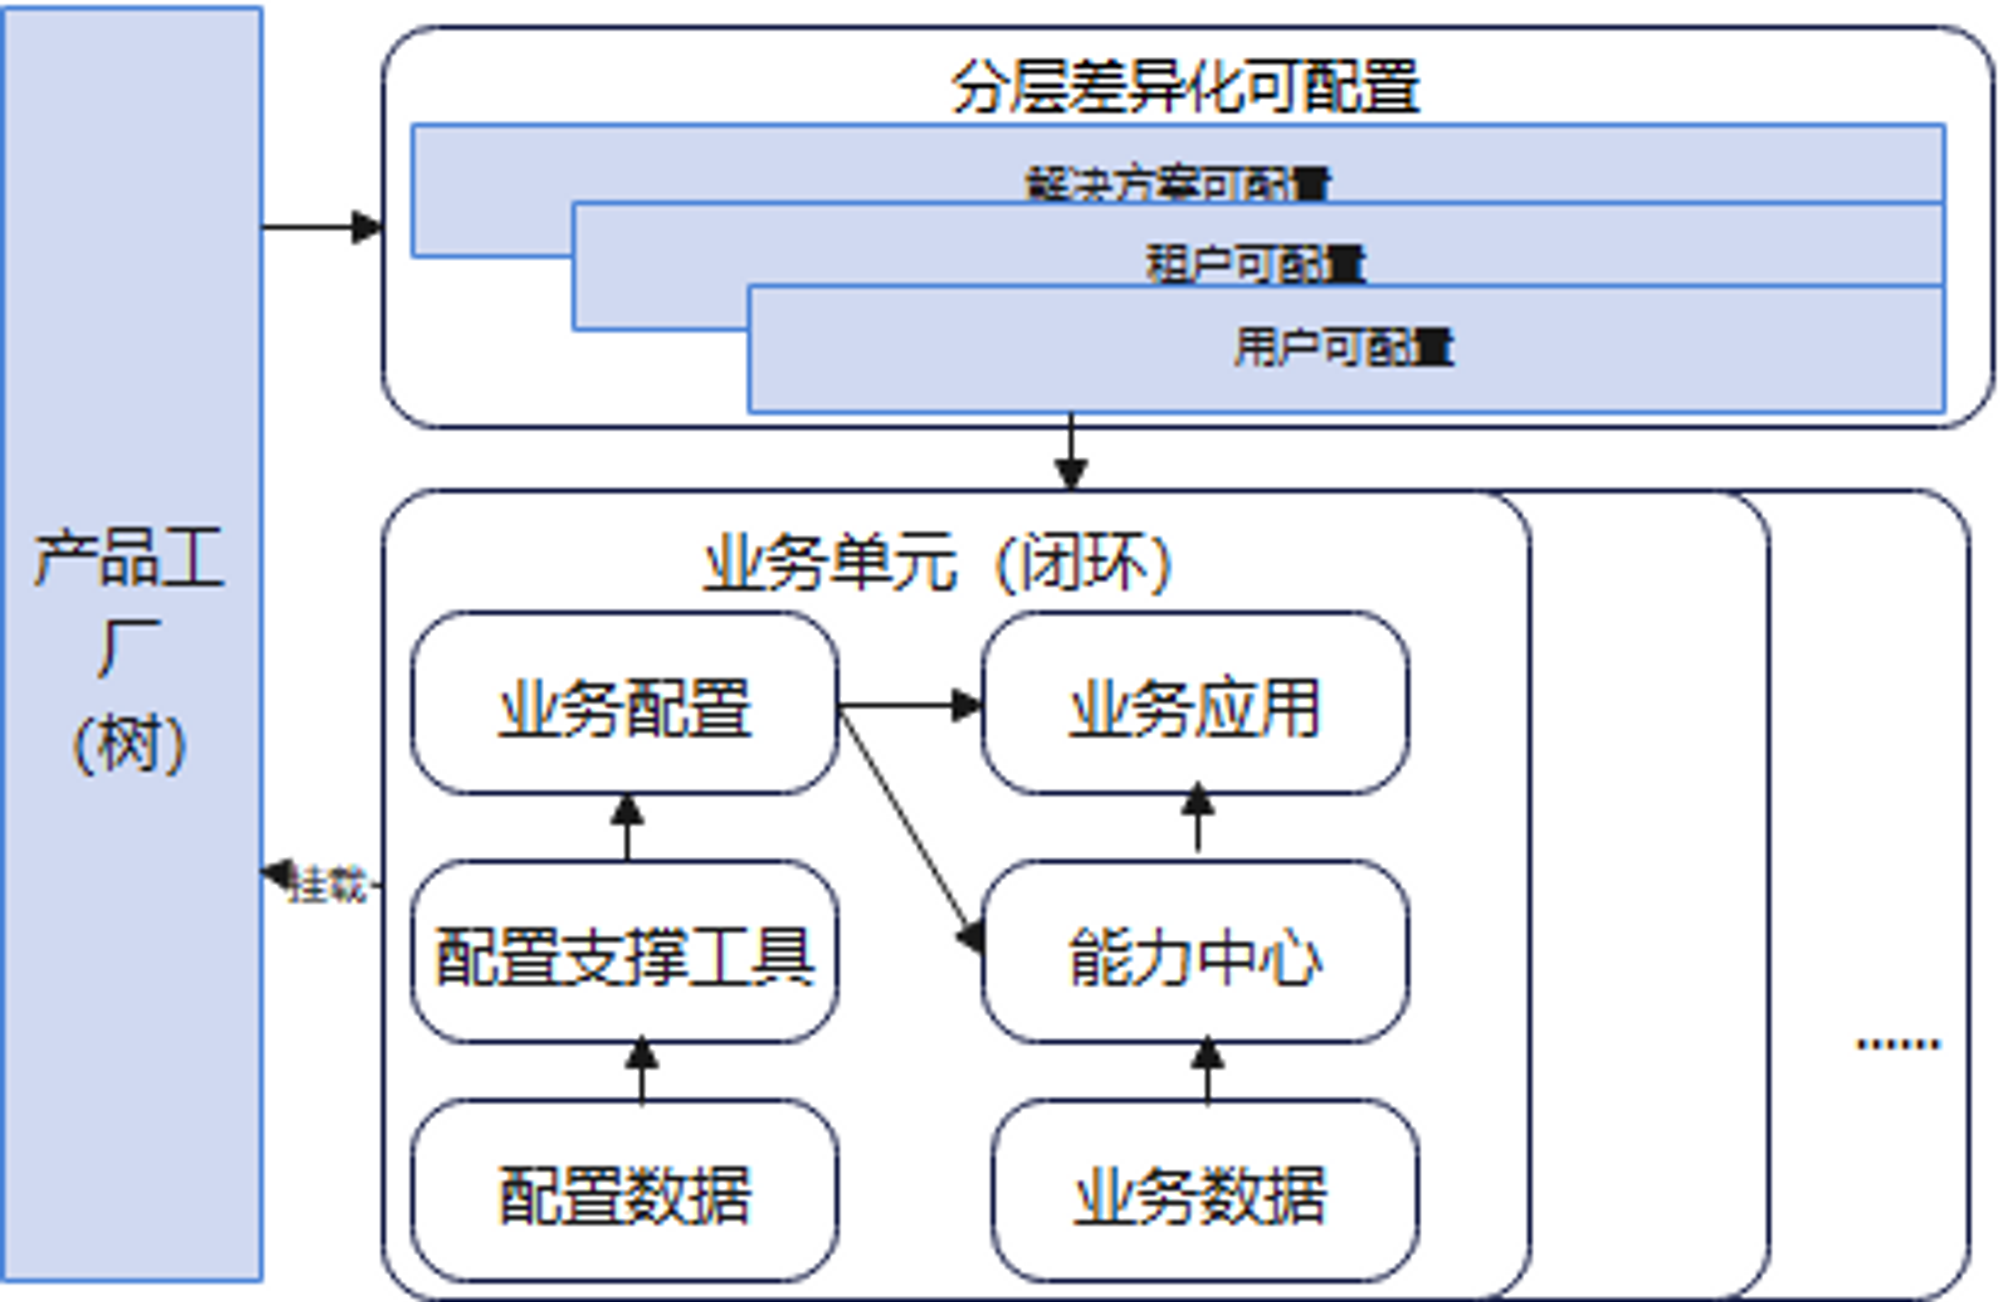 分层差异化可配置
解决方案可配置
租户可配置
用户可配置
产品工
厂
(树)
挂载
业务单元（闭环）
业务配置
业务应用
配置支撑工具
能力中心
配置数据
业务数据
......